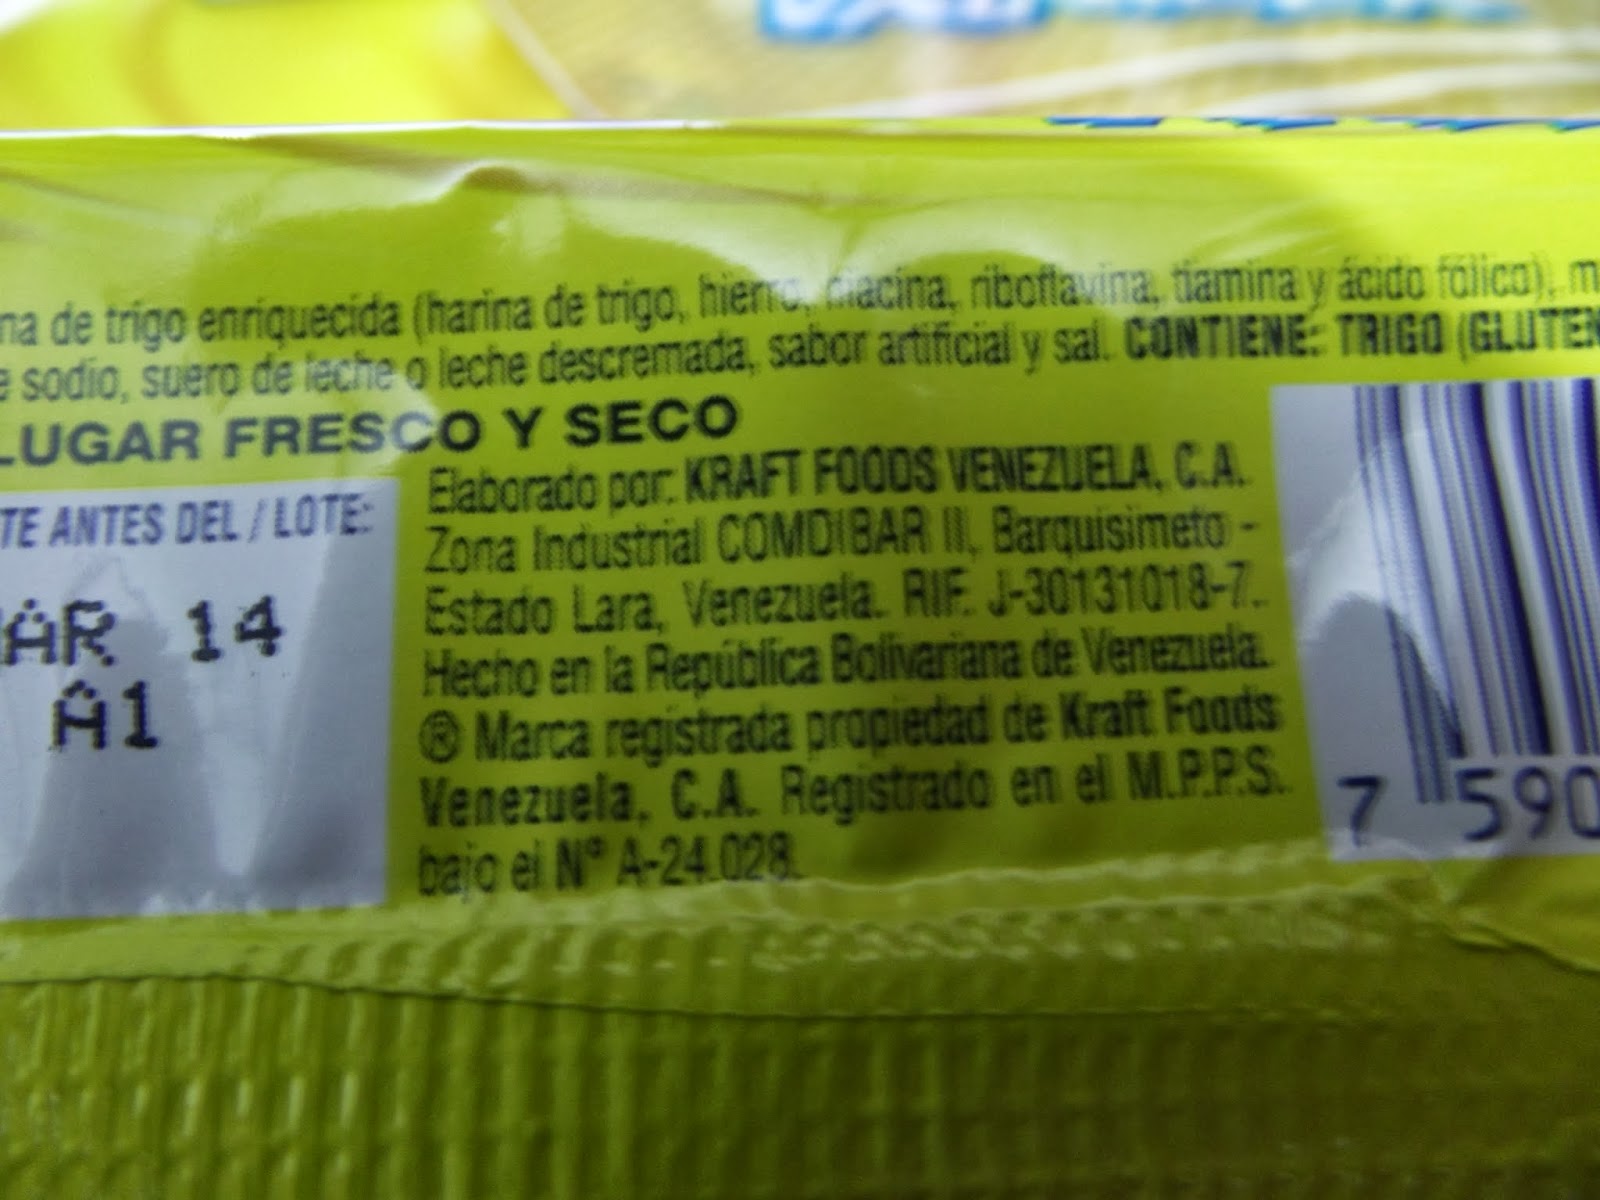 na de trigo enriquecida (harina de trigo, hierro, niacina, riboflavina, tiamina y ácido fólico), m
e sodio, suero de leche o leche descremada, sabor artificial y sal. CONTIENE: TRIGO (GLUTEN
LUGAR FRESCO Y SECO
TE ANTES DEL / LOTE:
AR 14
A1
Elaborado por: KRAFT FOODS VENEZUELA, C.A.
Zona Industrial COMDIBAR II, Barquisimeto -
Estado Lara, Venezuela. RIF. J-30131018-7.
Hecho en la República Bolivariana de Venezuela.
® Marca registrada propiedad de Kraft Foods
Venezuela, C.A. Registrado en el M.P.P.S.
bajo el Nº A-24.028.
7 590